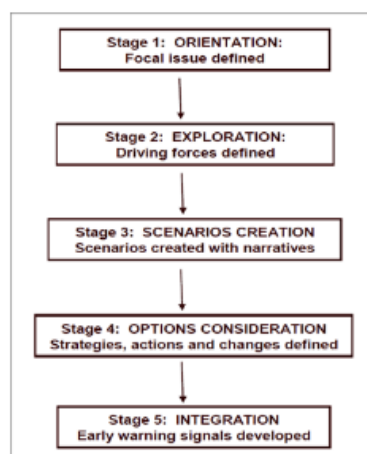 Stage 1: ORIENTATION:
Focal issue defined
Stage 2: EXPLORATION:
Driving forces defined
Stage 3: SCENARIOS CREATION
Scenarios created with narratives
Stage 4: OPTIONS CONSIDERATION
Strategies, actions and changes defined
Stage 5: INTEGRATION
Early warning signals developed